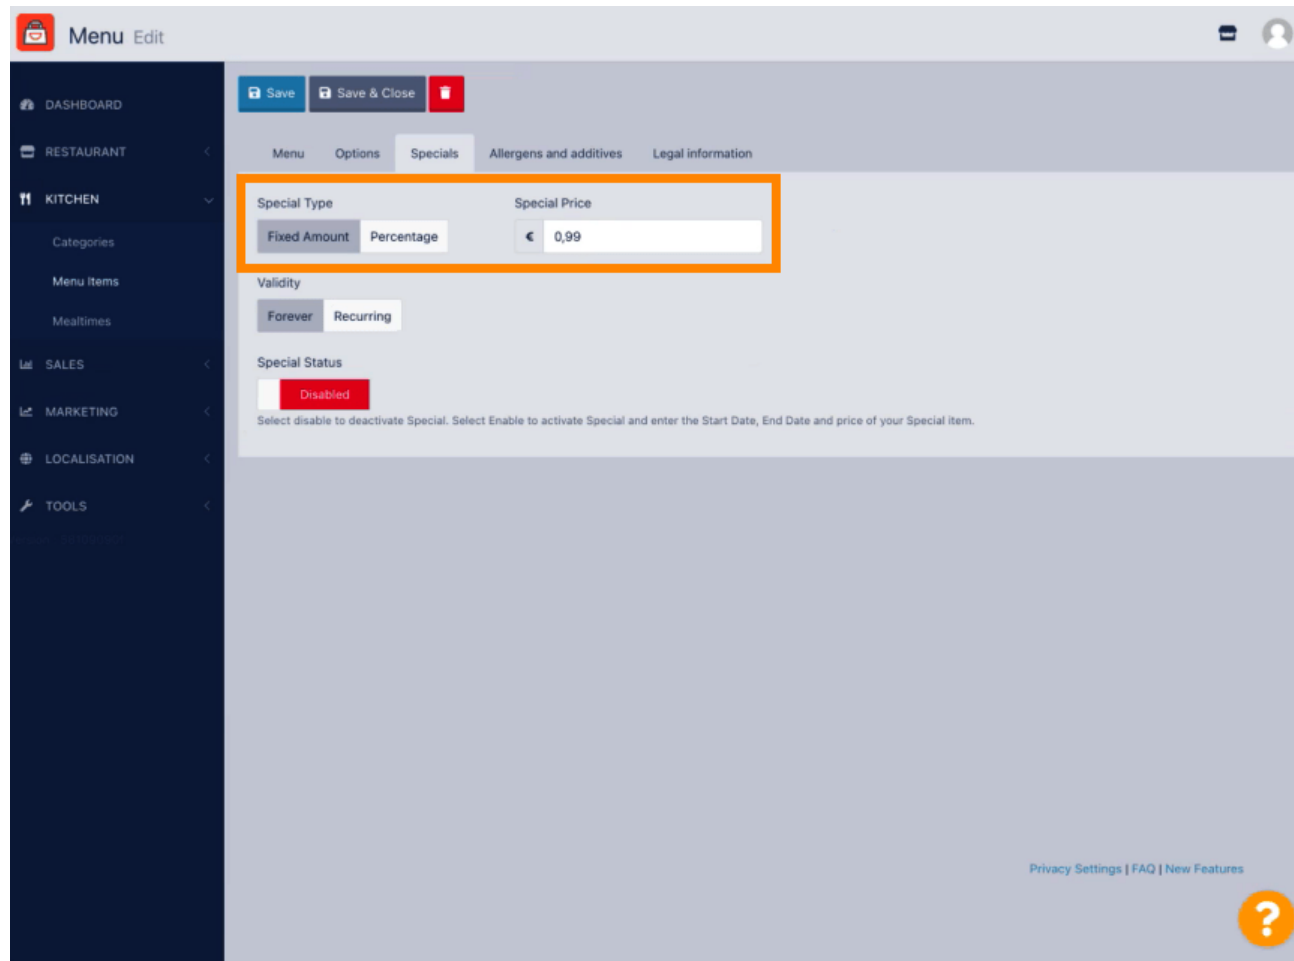 Menu Edit
Save Save & Close
DASHBOARD
RESTAURANT
KITCHEN
Categories
Menu Items
Mealtimes
SALES
MARKETING
LOCALISATION
TOOLS
Menu Options Specials Allergens and additives Legal information
Special Type Special Price
Fixed Amount Percentage € 0,99
Validity
Forever Recurring
Special Status
Disabled
Select disable to deactivate Special. Select Enable to activate Special and enter the Start Date, End Date and price of your Special item.
Privacy Settings | FAQ | New Features
?